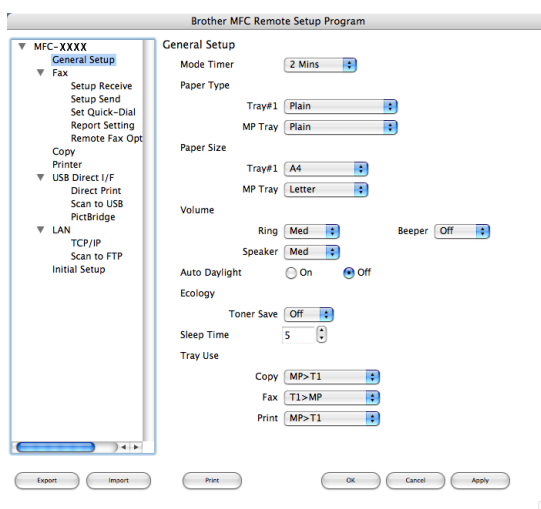 Brother MFC Remote Setup Program
MFC-XXXX
General Setup
Fax
Setup Receive
Setup Send
Set Quick-Dial
Report Setting
Remote Fax Opt
Copy
Printer
USB Direct I/F
Direct Print
Scan to USB
PictBridge
LAN
TCP/IP
Scan to FTP
Initial Setup
General Setup
Mode Timer 2 Mins
Paper Type
Tray#1 Plain
MP Tray Plain
Paper Size
Tray#1 A4
MP Tray Letter
Volume
Ring Med Beeper Off
Speaker Med
Auto Daylight On Off
Ecology
Toner Save Off
Sleep Time 5
Tray Use
Copy MP>T1
Fax T1>MP
Print MP>T1
Export Import Print OK Cancel Apply